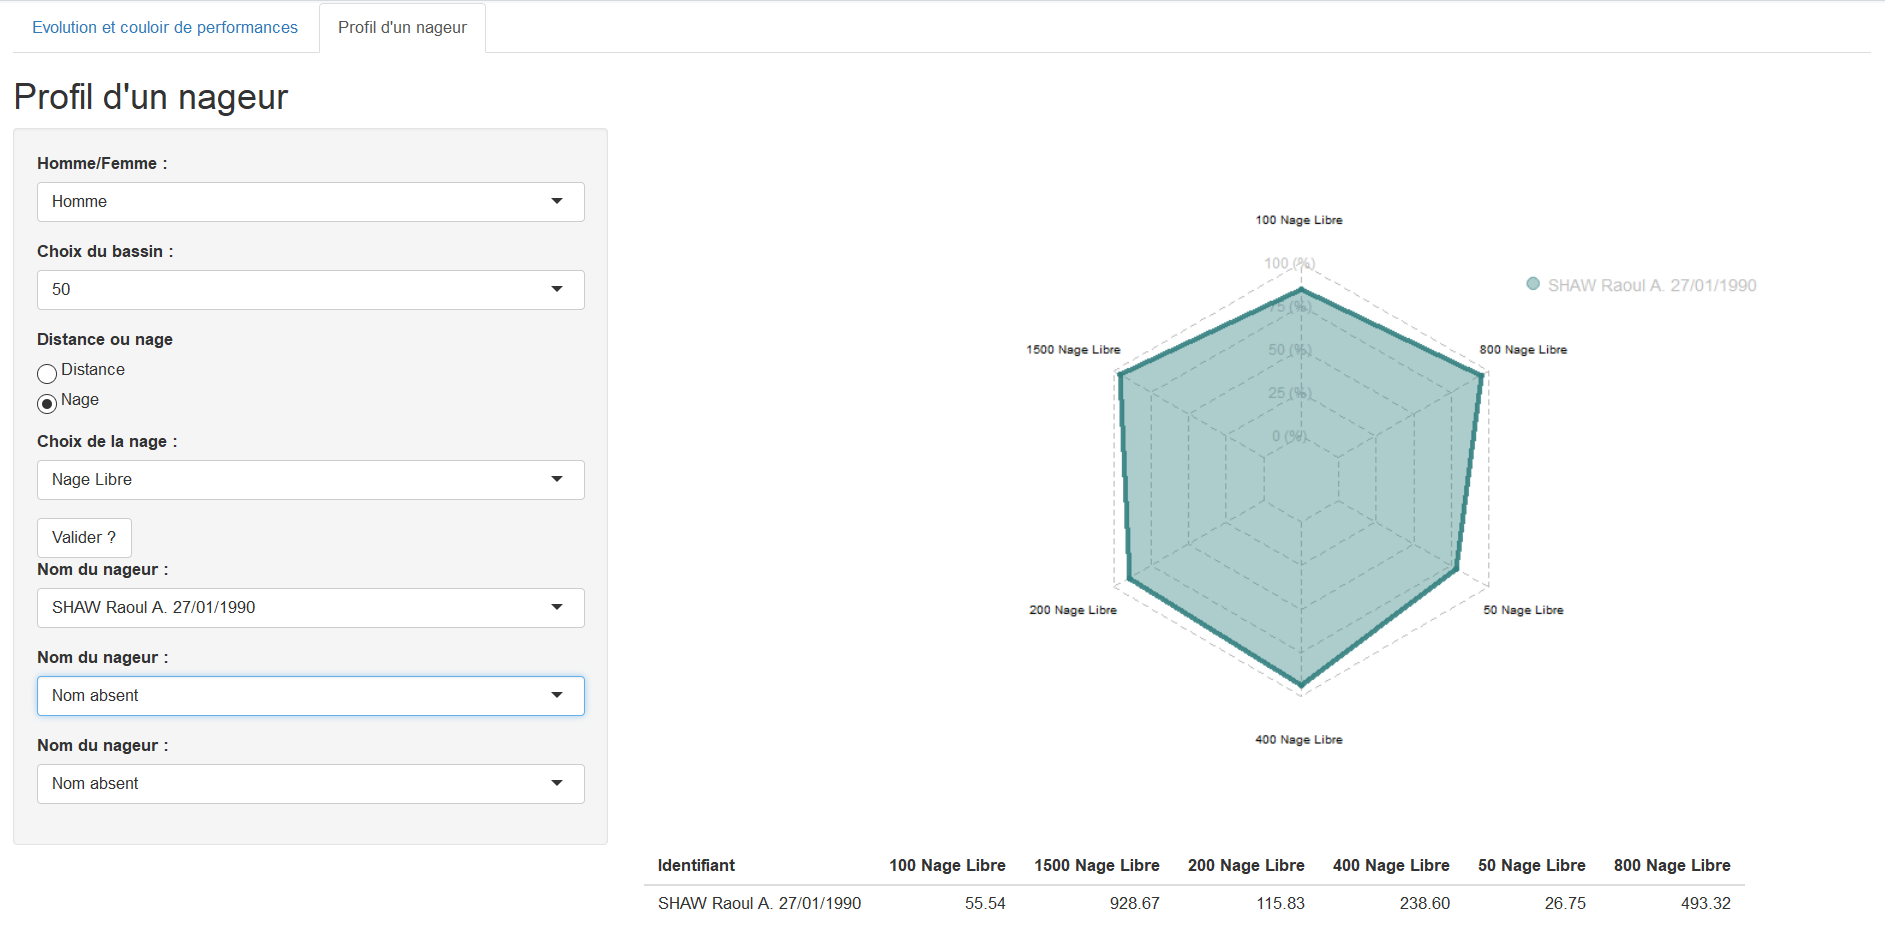 Evolution et couloir de performances
Profil d'un nageur
Profil d'un nageur
Homme/Femme :
Homme
Choix du bassin :
50
Distance ou nage
Distance
Nage
Choix de la nage :
Nage Libre
Valider ?
Nom du nageur :
SHAW Raoul A. 27/01/1990
Nom du nageur :
Nom absent
Nom du nageur :
Nom absent
100 Nage Libre
100 (%)
SHAW Raoul A. 27/01/1990
75 (%)
1500 Nage Libre
50 (%)
800 Nage Libre
25 (%)
0 (%)
200 Nage Libre
50 Nage Libre
400 Nage Libre
Identifiant 100 Nage Libre 1500 Nage Libre 200 Nage Libre 400 Nage Libre 50 Nage Libre 800 Nage Libre
SHAW Raoul A. 27/01/1990 55.54 928.67 115.83 238.60 26.75 493.32